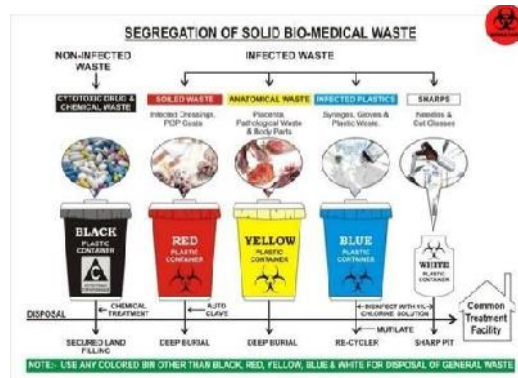 SEGREGATION OF SOLID BIO-MEDICAL WASTE
NON-INFECTED
WASTE
INFECTED WASTE
CYTOTOXIC DRUG &
CHEMICAL WASTE
SOILED WASTE
ANATOMICAL WASTE
INFECTED PLASTICS
SHARPS
Infected Dressings,
POP Casts
Placenta,
Pathological Waste
& Body Parts
Syringes, Gloves &
Plastic Waste.
Needles &
Cut Glasses
BLACK
PLASTIC
CONTAINER
C
RED
PLASTIC
CONTAINER
YELLOW
PLASTIC
CONTAINER
BLUE
PLASTIC
CONTAINER
WHITE
PLASTIC
CONTAINER
DISPOSAL
CHEMICAL
TREATMENT
AUTO
CLAVE
DISINFECT WITH 1%
CHLORINE SOLUTION
MUTILATE
Common
Treatment
Facility
SECURED LAND
FILLING
DEEP BURIAL
DEEP BURIAL
RE-CYCLER
SHARP PIT
NOTE:- USE ANY COLORED BIN OTHER THAN BLACK, RED, YELLOW, BLUE & WHITE FOR DISPOSAL OF GENERAL WASTE